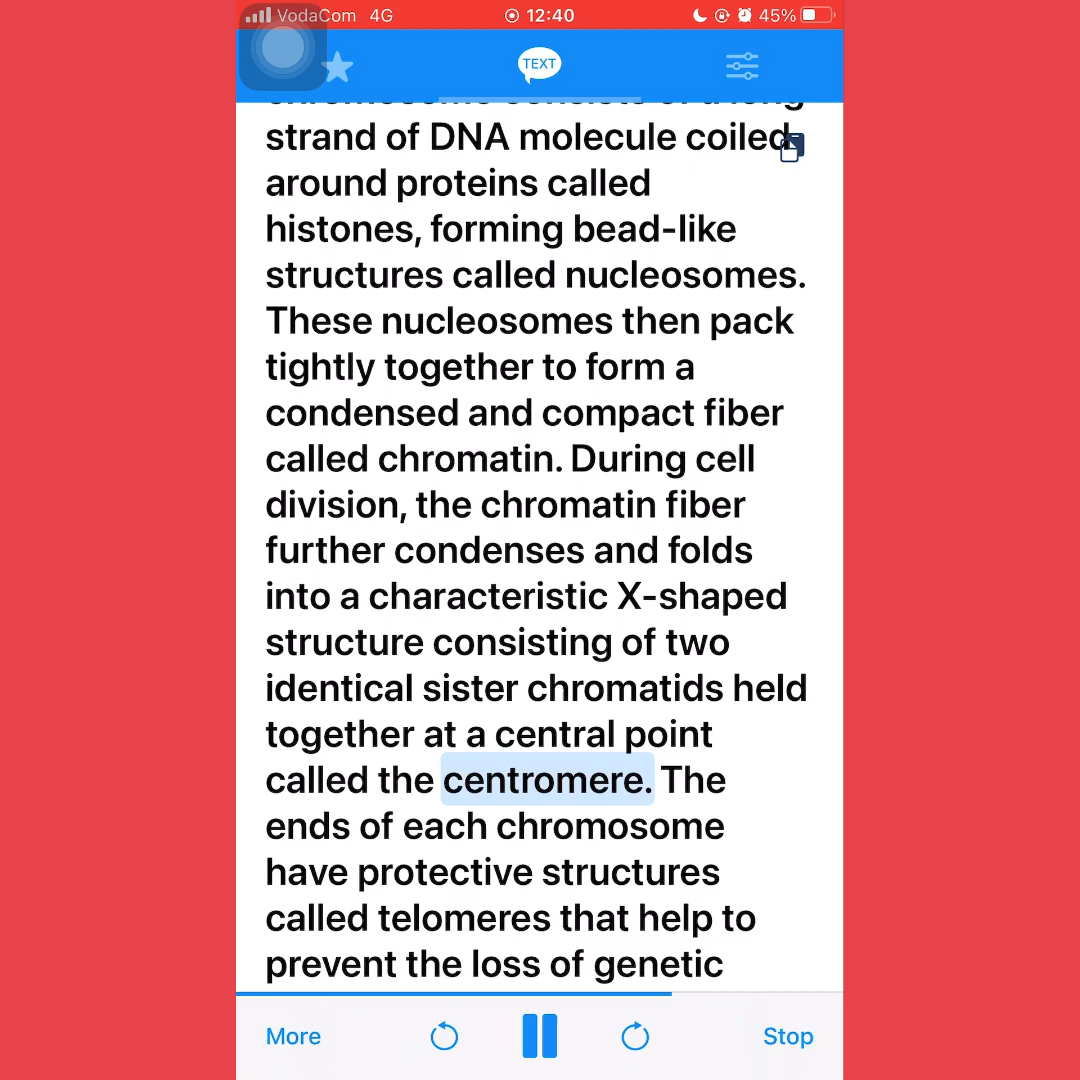 VodaCom 4G 12:40 45%
TEXT
strand of DNA molecule coiled
around proteins called
histones, forming bead-like
structures called nucleosomes.
These nucleosomes then pack
tightly together to form a
condensed and compact fiber
called chromatin. During cell
division, the chromatin fiber
further condenses and folds
into a characteristic X-shaped
structure consisting of two
identical sister chromatids held
together at a central point
called the centromere. The
ends of each chromosome
have protective structures
called telomeres that help to
prevent the loss of genetic
More Stop